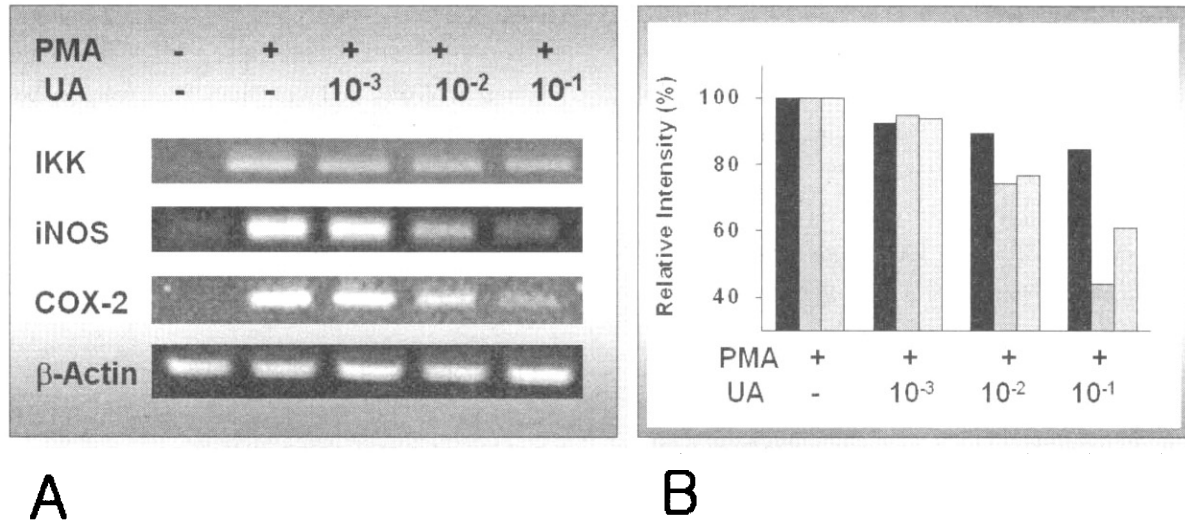 PMA - + + + +
UA - - 10⁻³ 10⁻² 10⁻¹
IKK
iNOS
COX-2
β-Actin
A
Relative Intensity (%)
100
80
60
40
PMA + + + +
UA - 10⁻³ 10⁻² 10⁻¹
B